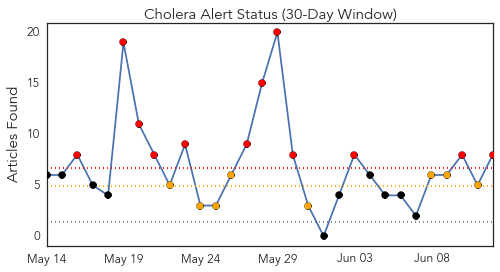 Cholera Alert Status (30-Day Window)
Articles Found
20
15
10
5
0
May 14 May 19 May 24 May 29 Jun 03 Jun 08